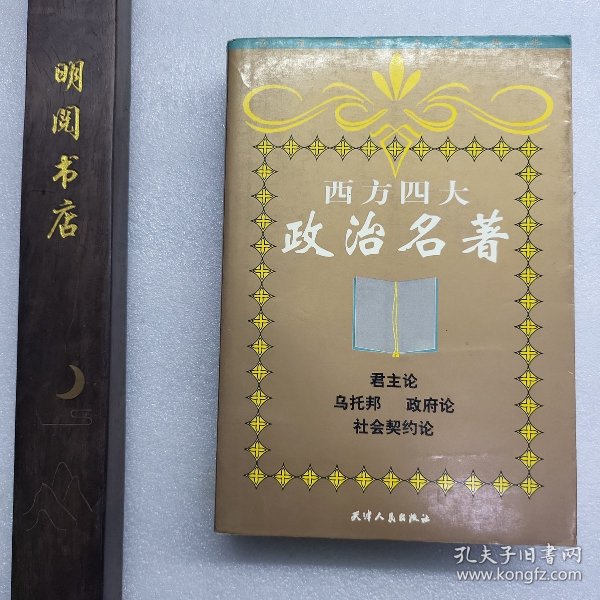 明阅书店
西方四大
政治名著
君主论
乌托邦 政府论
社会契约论
天津人民出版社
孔夫子旧书网
www.kongfz.com